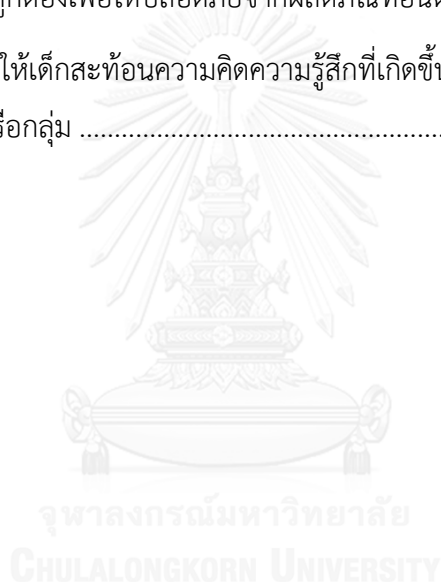 ให้เด็กสะท้อนความคิดความรู้สึกที่เกิดขึ้น
รือกลุ่ม ......................................................
จุฬาลงกรณ์มหาวิทยาลัย
CHULALONGKORN UNIVERSITY